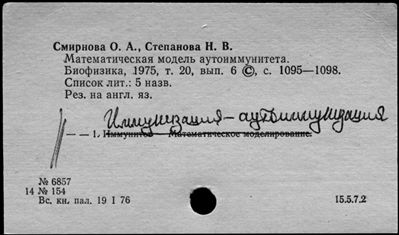 Смирнова О. А., Степанова Н. В.
Математическая модель аутоиммунитета.
Биофизика, 1975, т. 20, вып. 6 ©, с. 1095—1098.
Список лит.: 5 назв.
Рез. на англ. яз.
Иммунизация — аутоиммунизация
— — 1. Иммунитет — Математическое моделирование.
№ 6857
14 № 154
Вс. кн. пал. 19 I 76
15.5.7.2